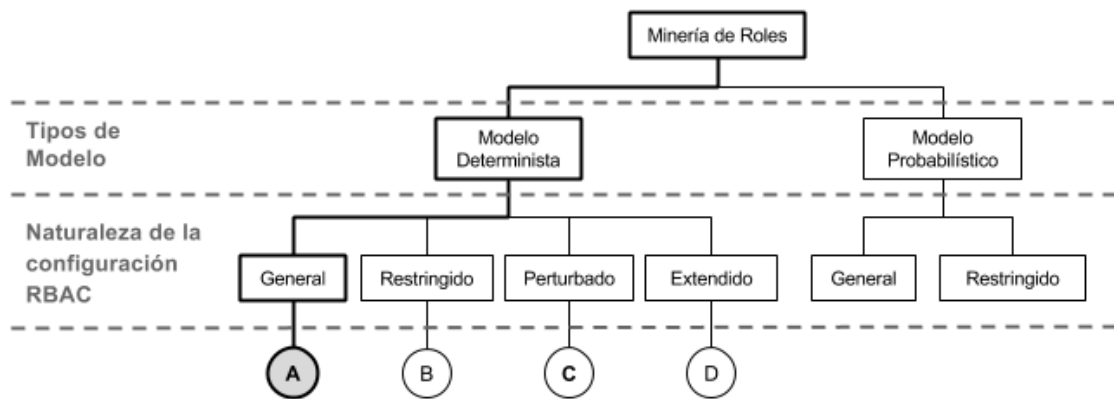 Minería de Roles
Tipos de
Modelo
Modelo
Determinista
Modelo
Probabilístico
Naturaleza de la
configuración
RBAC
General
Restringido
Perturbado
Extendido
General
Restringido
A
B
C
D